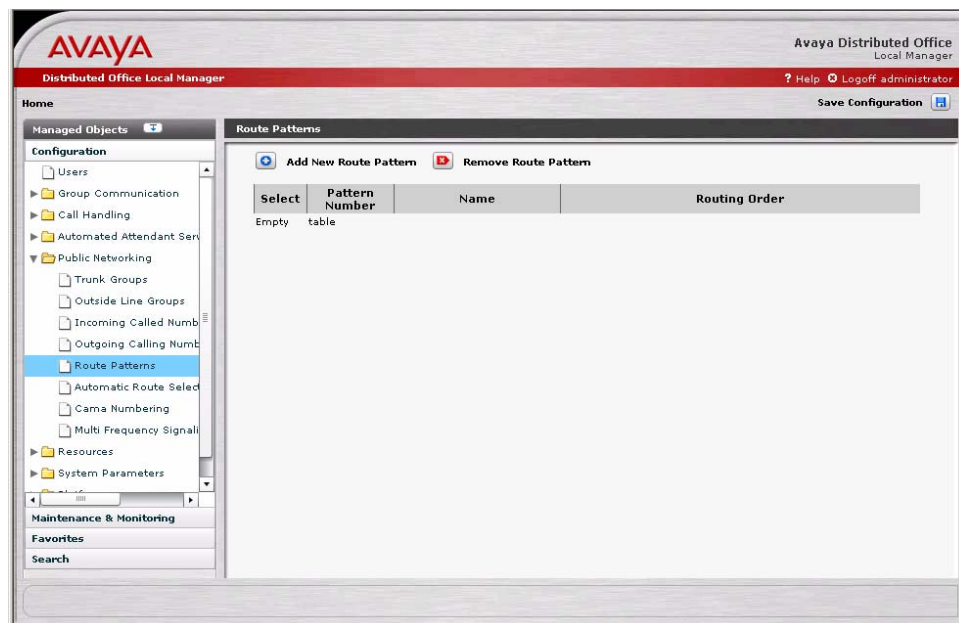 AVAYA
Avaya Distributed Office
Local Manager
Distributed Office Local Manager
? Help Logoff administrator
Home
Save Configuration
Managed Objects
Route Patterns
Configuration
Users
Group Communication
Call Handling
Automated Attendant Serv
Public Networking
Trunk Groups
Outside Line Groups
Incoming Called Numb
Outgoing Calling Numb
Route Patterns
Automatic Route Select
Cama Numbering
Multi Frequency Signali
Resources
System Parameters
Maintenance & Monitoring
Favorites
Search
Add New Route Pattern
Remove Route Pattern
Select Pattern Number Name Routing Order
Empty table